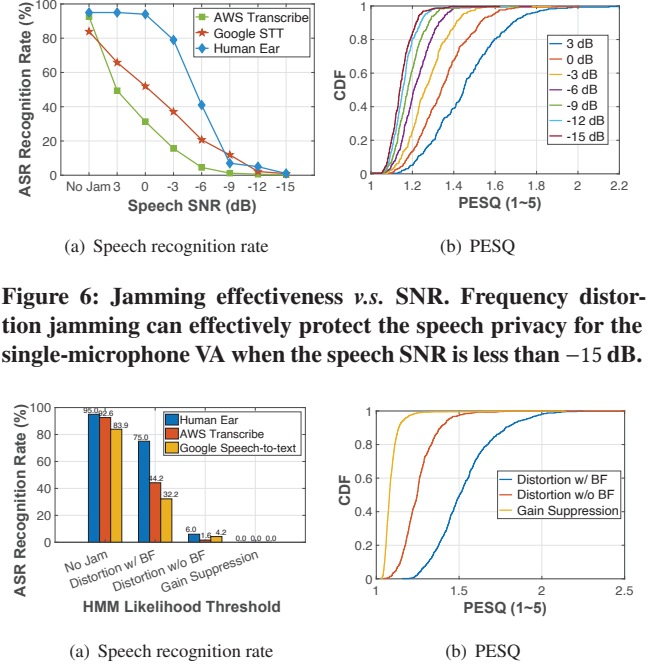 100
80
60
40
20
0
ASR Recognition Rate (%)
AWS Transcribe
Google STT
Human Ear
No Jam 3 0 -3 -6 -9 -12 -15
Speech SNR (dB)
(a) Speech recognition rate
1
0.8
0.6
0.4
0.2
0
CDF
3 dB
0 dB
-3 dB
-6 dB
-9 dB
-12 dB
-15 dB
1 1.2 1.4 1.6 1.8 2 2.2
PESQ (1~5)
(b) PESQ
Figure 6: Jamming effectiveness v.s. SNR. Frequency distor-
tion jamming can effectively protect the speech privacy for the
single-microphone VA when the speech SNR is less than −15 dB.
100
80
60
40
20
0
ASR Recognition Rate (%)
Human Ear
AWS Transcribe
Google Speech-to-text
95.0 92.6 83.9
75.0 44.2 32.2
6.0 1.6 4.2
0.0 0.0 0.0
No Jam
Distortion w/ BF
Distortion w/o BF
Gain Suppression
HMM Likelihood Threshold
(a) Speech recognition rate
1
0.8
0.6
0.4
0.2
0
CDF
Distortion w/ BF
Distortion w/o BF
Gain Suppression
1 1.5 2 2.5
PESQ (1~5)
(b) PESQ